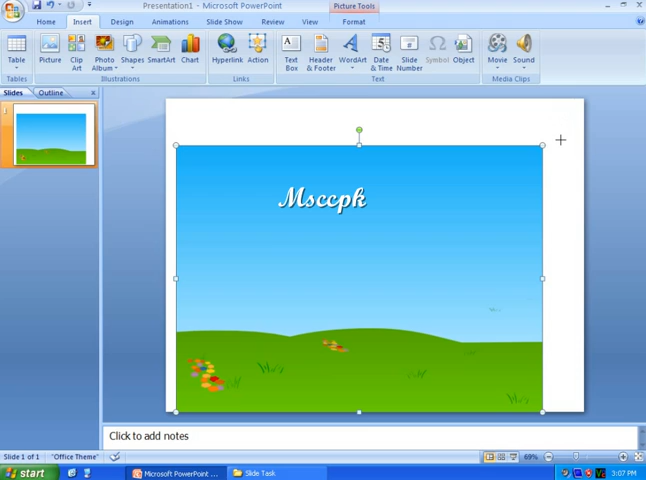 Presentation1 - Microsoft PowerPoint
Picture Tools
Home Insert Design Animations Slide Show Review View Format
Table Picture Clip Art Photo Album Shapes SmartArt Chart Hyperlink Action Text Box Header & Footer WordArt Date & Time Slide Number Symbol Object Movie Sound
Tables Illustrations Links Text Media Clips
Slides Outline
1
Msccpk
Click to add notes
Slide 1 of 1 "Office Theme" 69%
start Microsoft PowerPoint ... Slide Task 3:07 PM